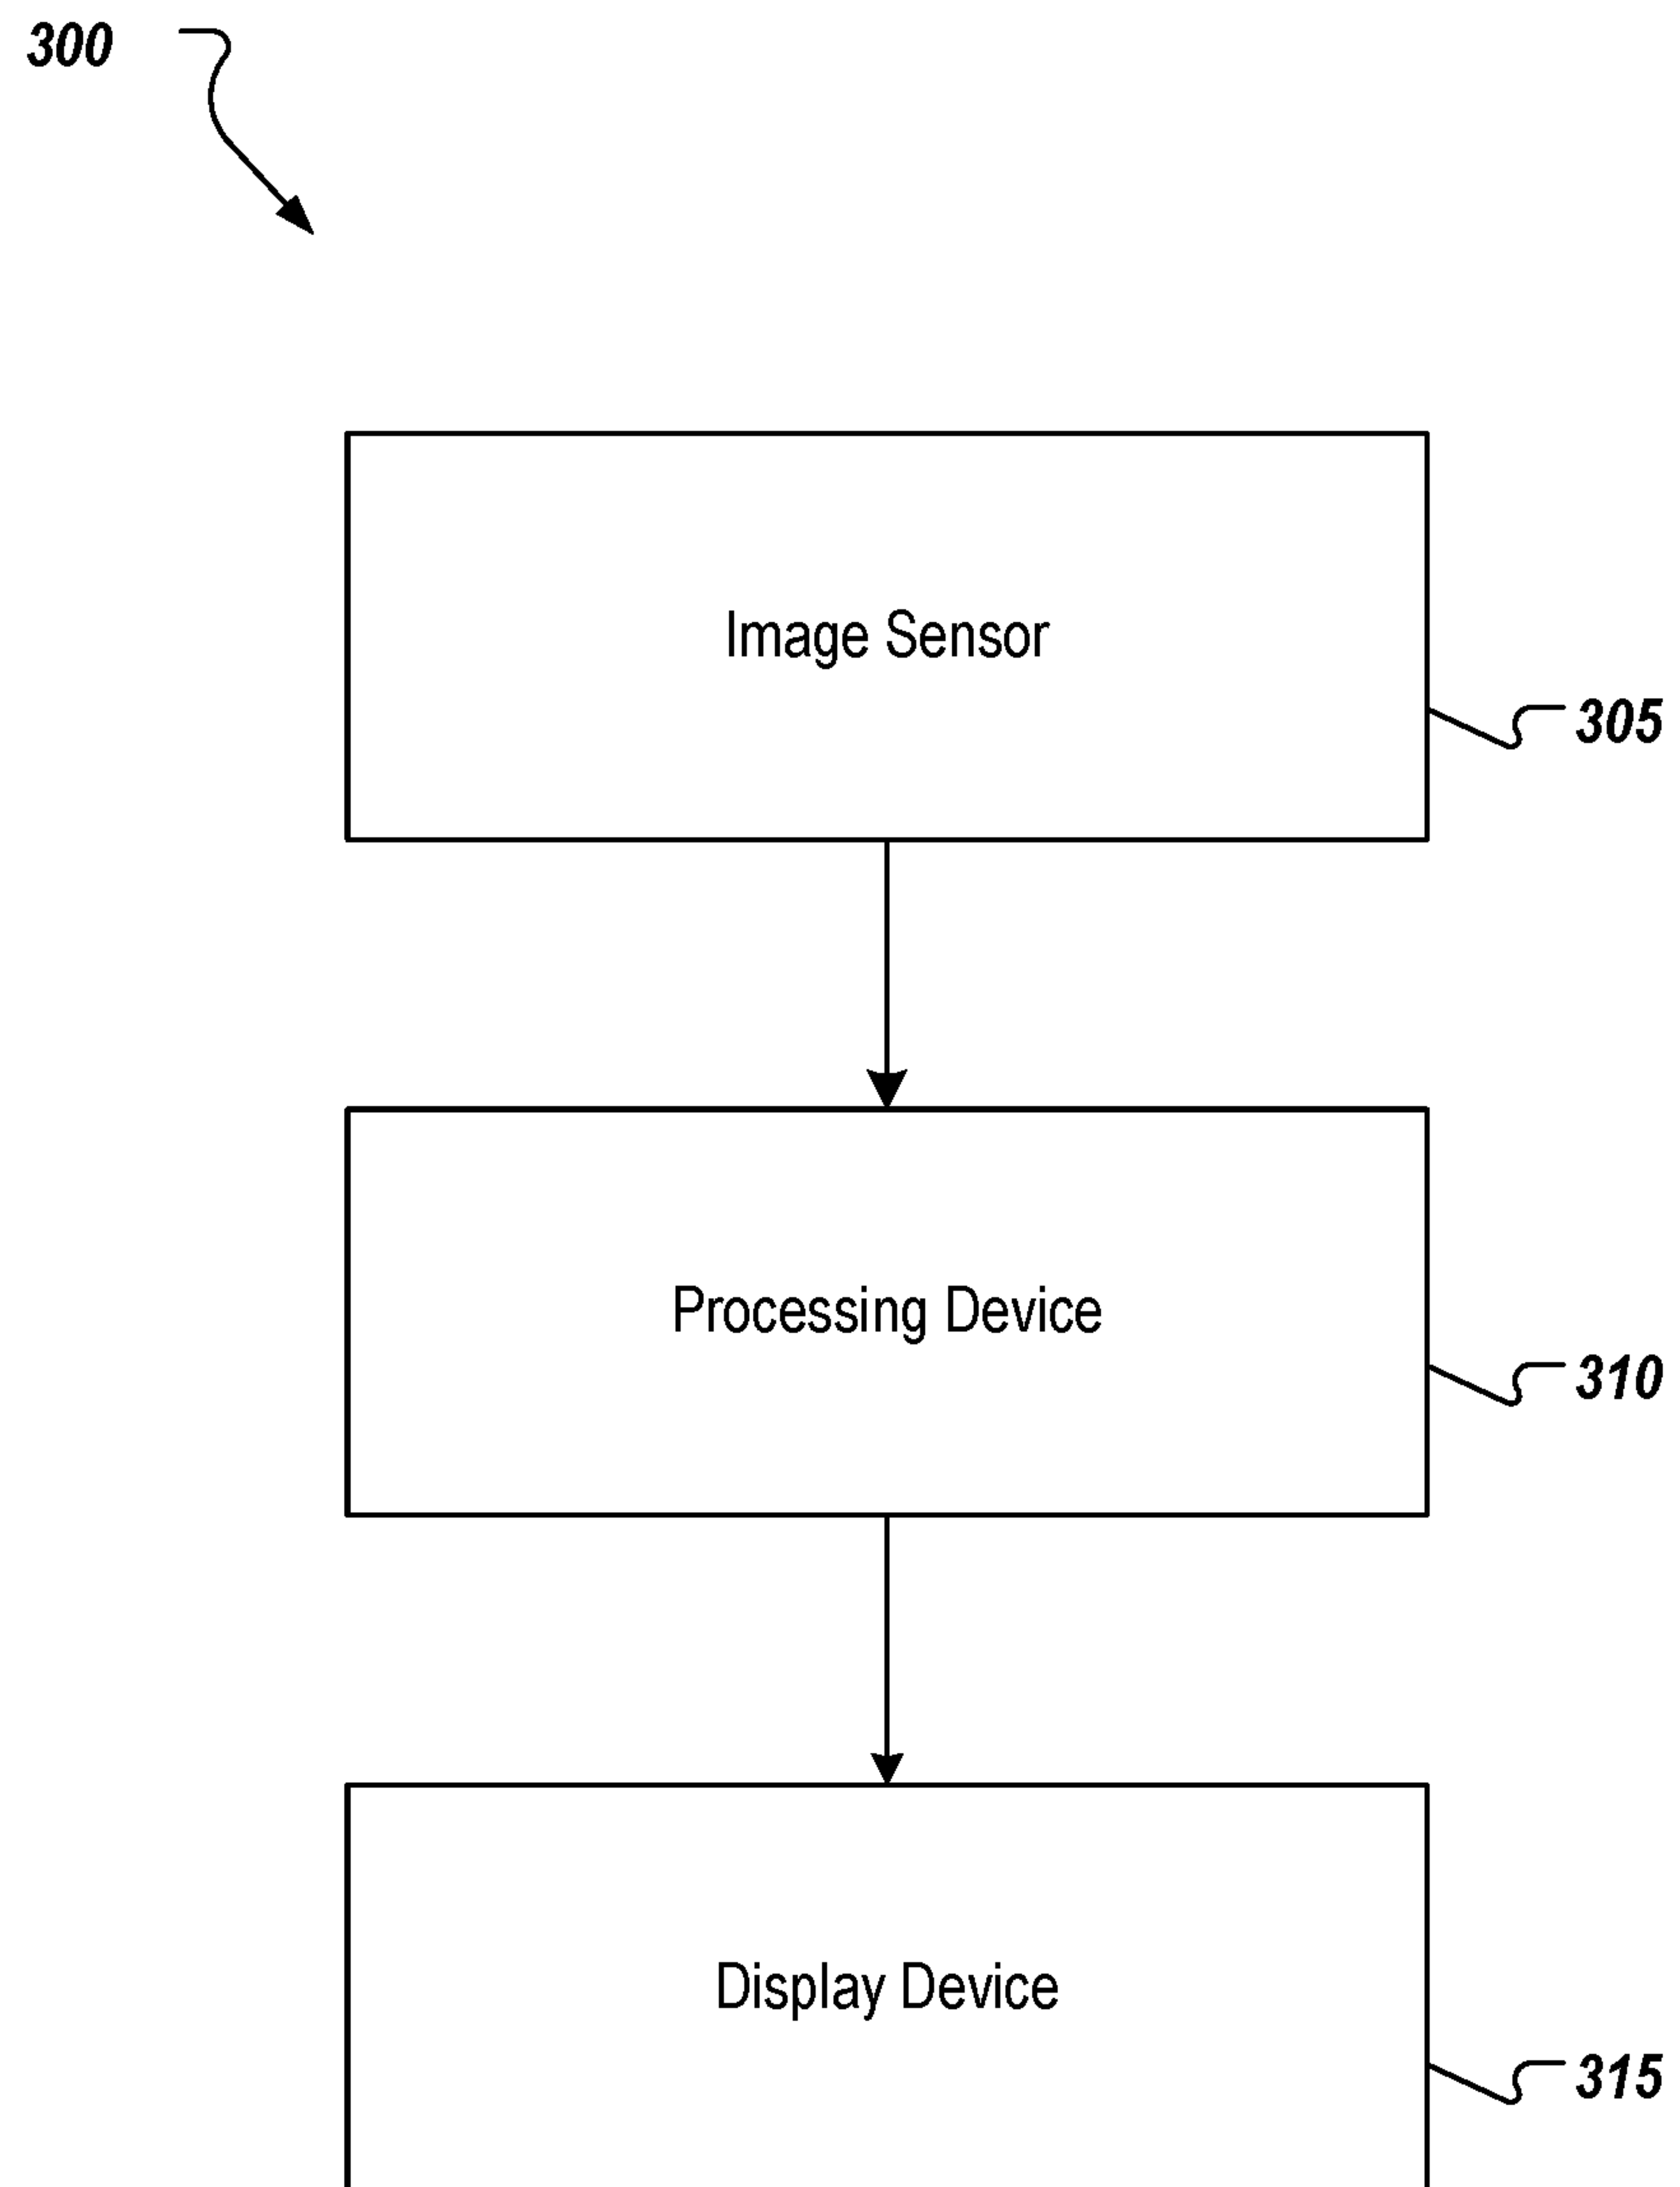 300
Image Sensor
305
Processing Device
310
Display Device
315